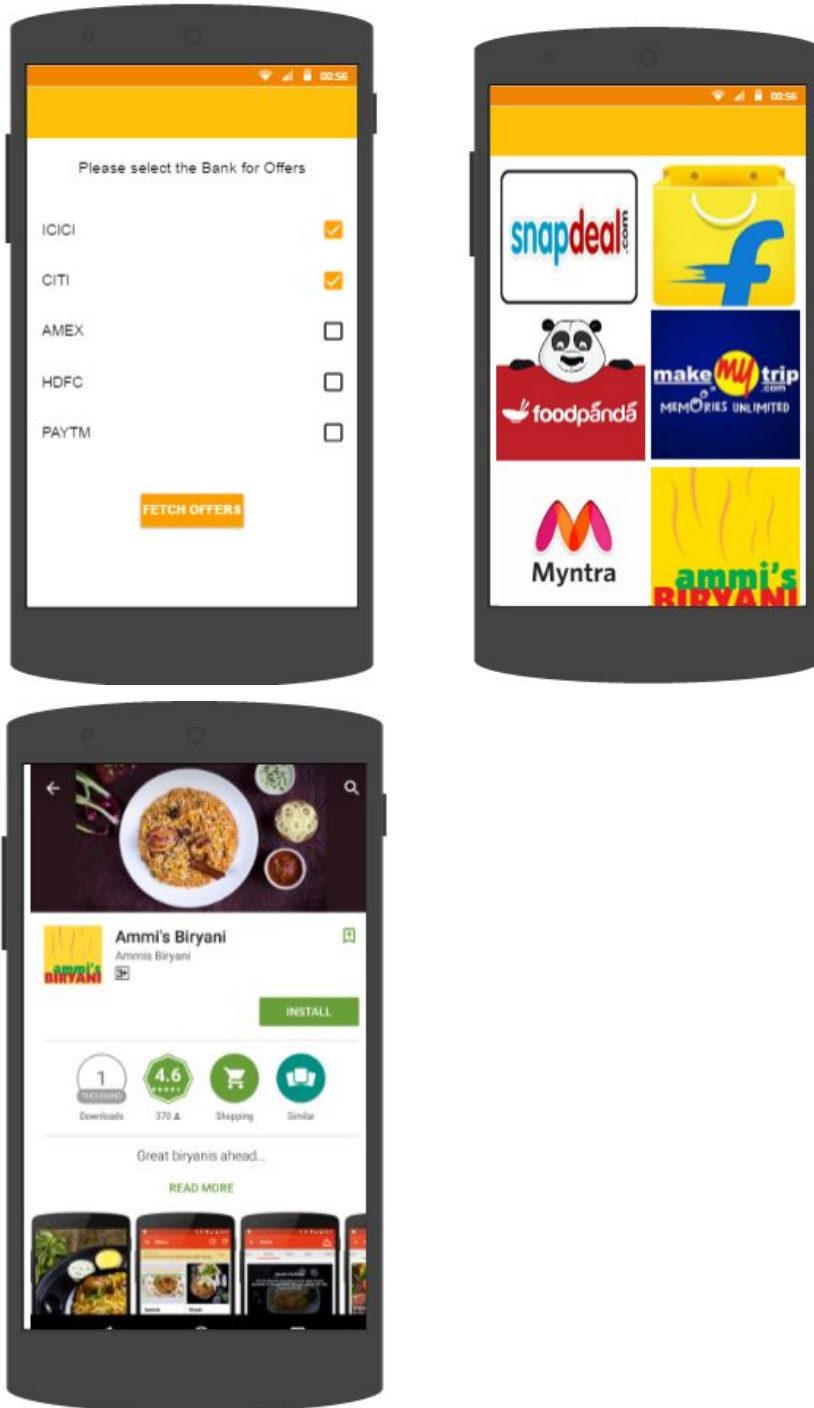 00:56
Please select the Bank for Offers
ICICI
CITI
AMEX
HDFC
PAYTM
FETCH OFFERS
00:56
snapdeal.com
f
foodpanda
make my trip
.com
MEMORIES UNLIMITED
Myntra
ammi's
BIRYANI
Ammi's Biryani
Ammis Biryani
3+
ammi's
BIRYANI
INSTALL
1
THOUSAND
4.6
Downloads
370
Shopping
Similar
Great biryanis ahead...
READ MORE